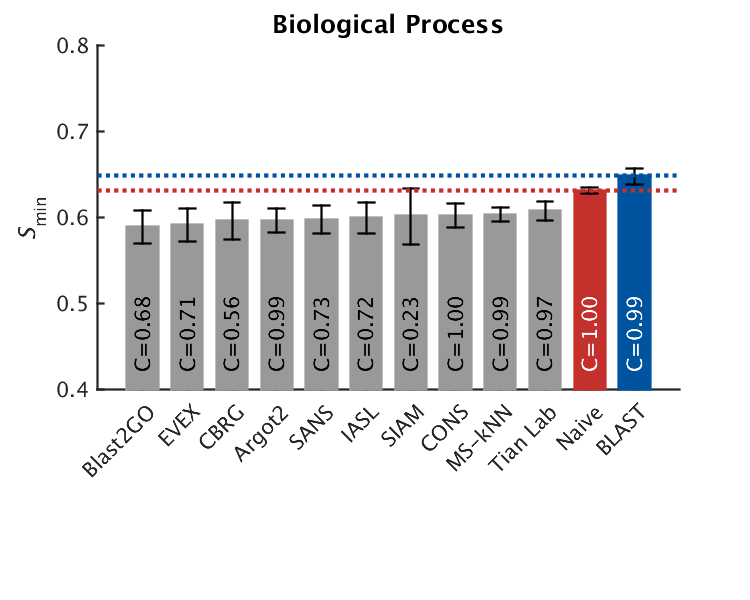 Biological Process
0.8
0.7
0.6
0.5
0.4
Smin
C=0.68
C=0.71
C=0.56
C=0.99
C=0.73
C=0.72
C=0.23
C=1.00
C=0.99
C=0.97
C=1.00
C=0.99
Blast2GO
EVEX
CBRG
Argot2
SANS
IASL
SIAM
CONS
MS-kNN
Tian Lab
Naive
BLAST